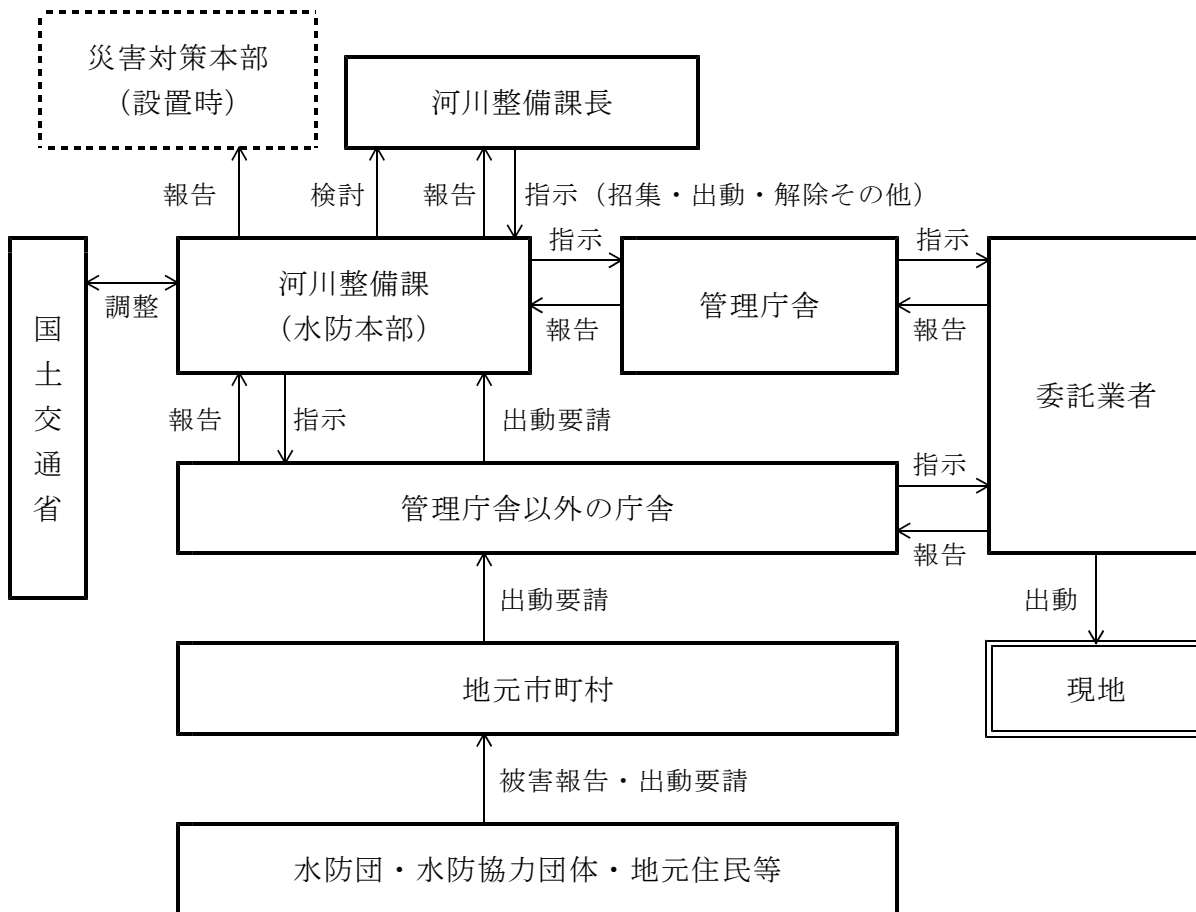 災害対策本部
（設置時）
河川整備課長
報告
検討
報告
指示（招集・出動・解除その他）
国土交通省
調整
河川整備課
（水防本部）
指示
報告
管理庁舎
指示
報告
委託業者
報告
指示
出動要請
管理庁舎以外の庁舎
指示
報告
出動要請
出動
地元市町村
現地
被害報告・出動要請
水防団・水防協力団体・地元住民等